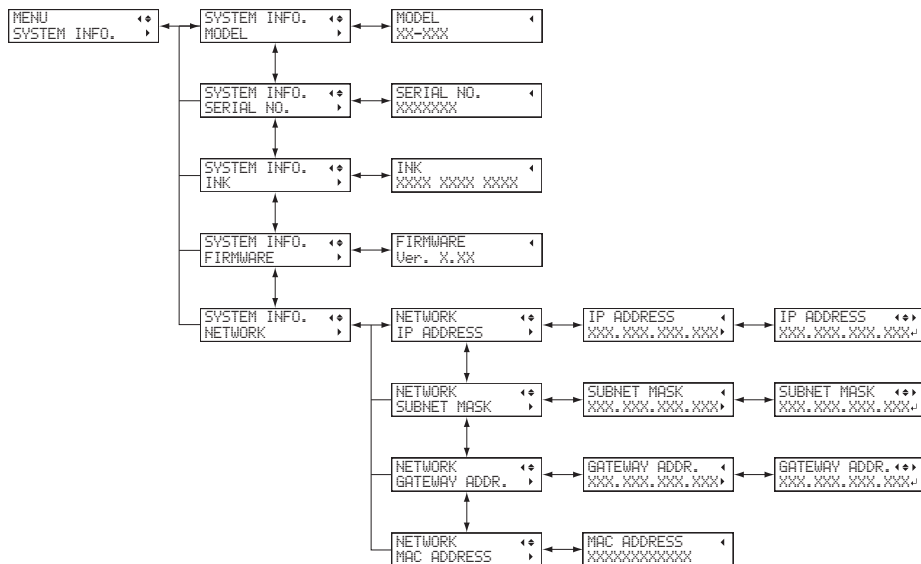 MENU
SYSTEM INFO.
SYSTEM INFO.
MODEL
MODEL
XX-XXX
SYSTEM INFO.
SERIAL NO.
SERIAL NO.
XXXXXXX
SYSTEM INFO.
INK
INK
XXXX XXXX XXXX
SYSTEM INFO.
FIRMWARE
FIRMWARE
Ver. X.XX
SYSTEM INFO.
NETWORK
NETWORK
IP ADDRESS
IP ADDRESS
XXX.XXX.XXX.XXX
IP ADDRESS
XXX.XXX.XXX.XXX
NETWORK
SUBNET MASK
SUBNET MASK
XXX.XXX.XXX.XXX
SUBNET MASK
XXX.XXX.XXX.XXX
NETWORK
GATEWAY ADDR.
GATEWAY ADDR.
XXX.XXX.XXX.XXX
GATEWAY ADDR.
XXX.XXX.XXX.XXX
NETWORK
MAC ADDRESS
MAC ADDRESS
XXXXXXXXXXXX